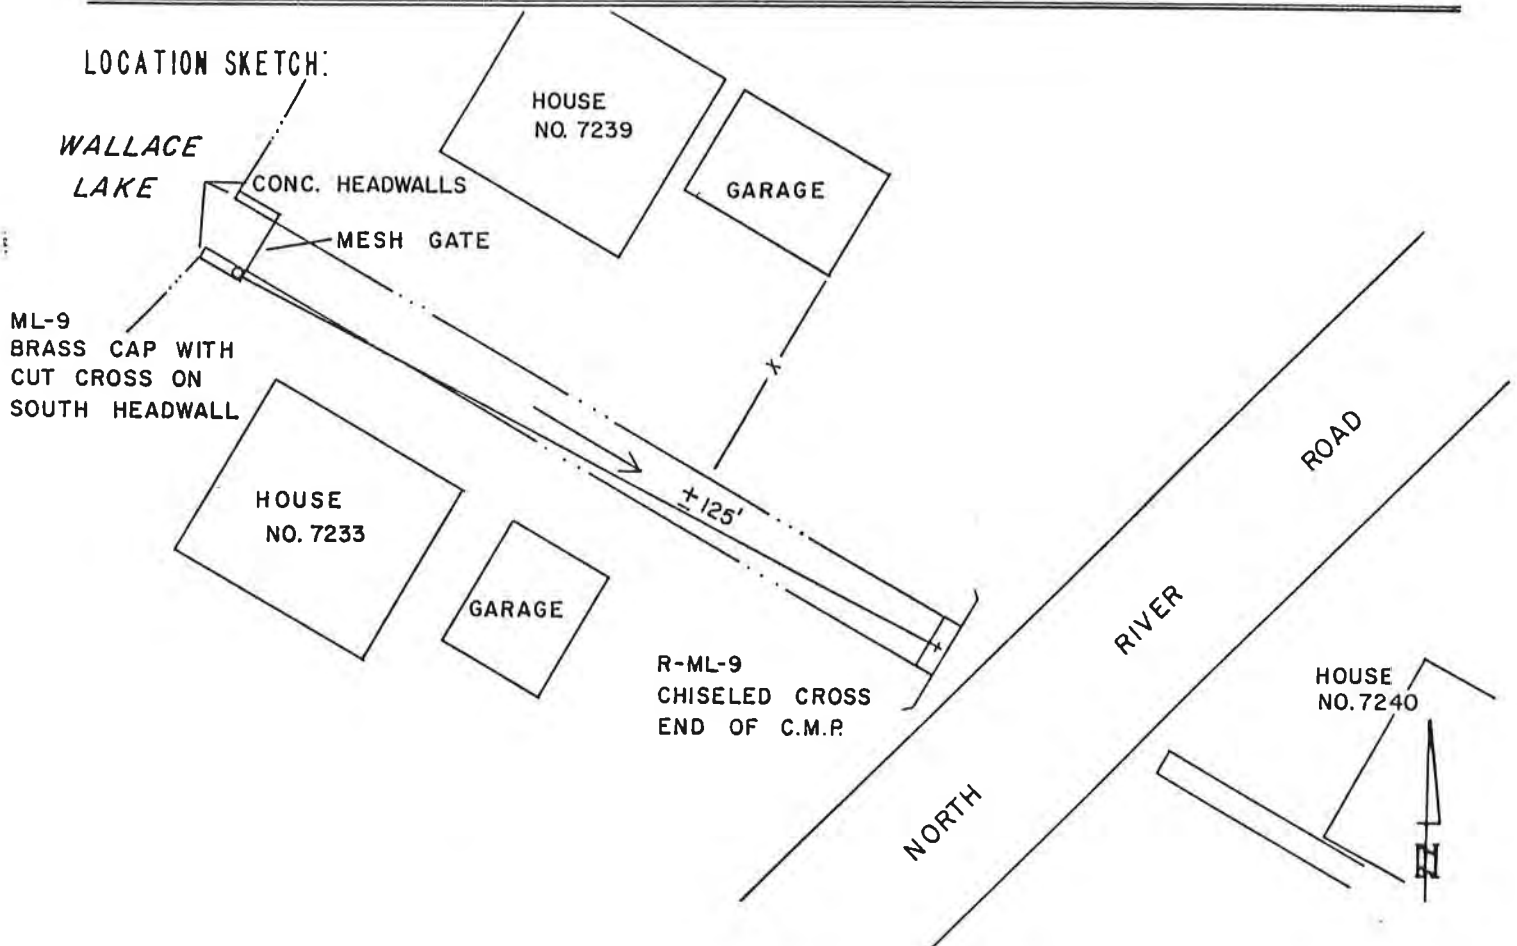 LOCATION SKETCH:
WALLACE
LAKE
CONC. HEADWALLS
MESH GATE
HOUSE
NO. 7239
GARAGE
ML-9
BRASS CAP WITH
CUT CROSS ON
SOUTH HEADWALL
HOUSE
NO. 7233
GARAGE
± 125'
X
R-ML-9
CHISELED CROSS
END OF C.M.P.
NORTH RIVER ROAD
HOUSE
NO. 7240
N